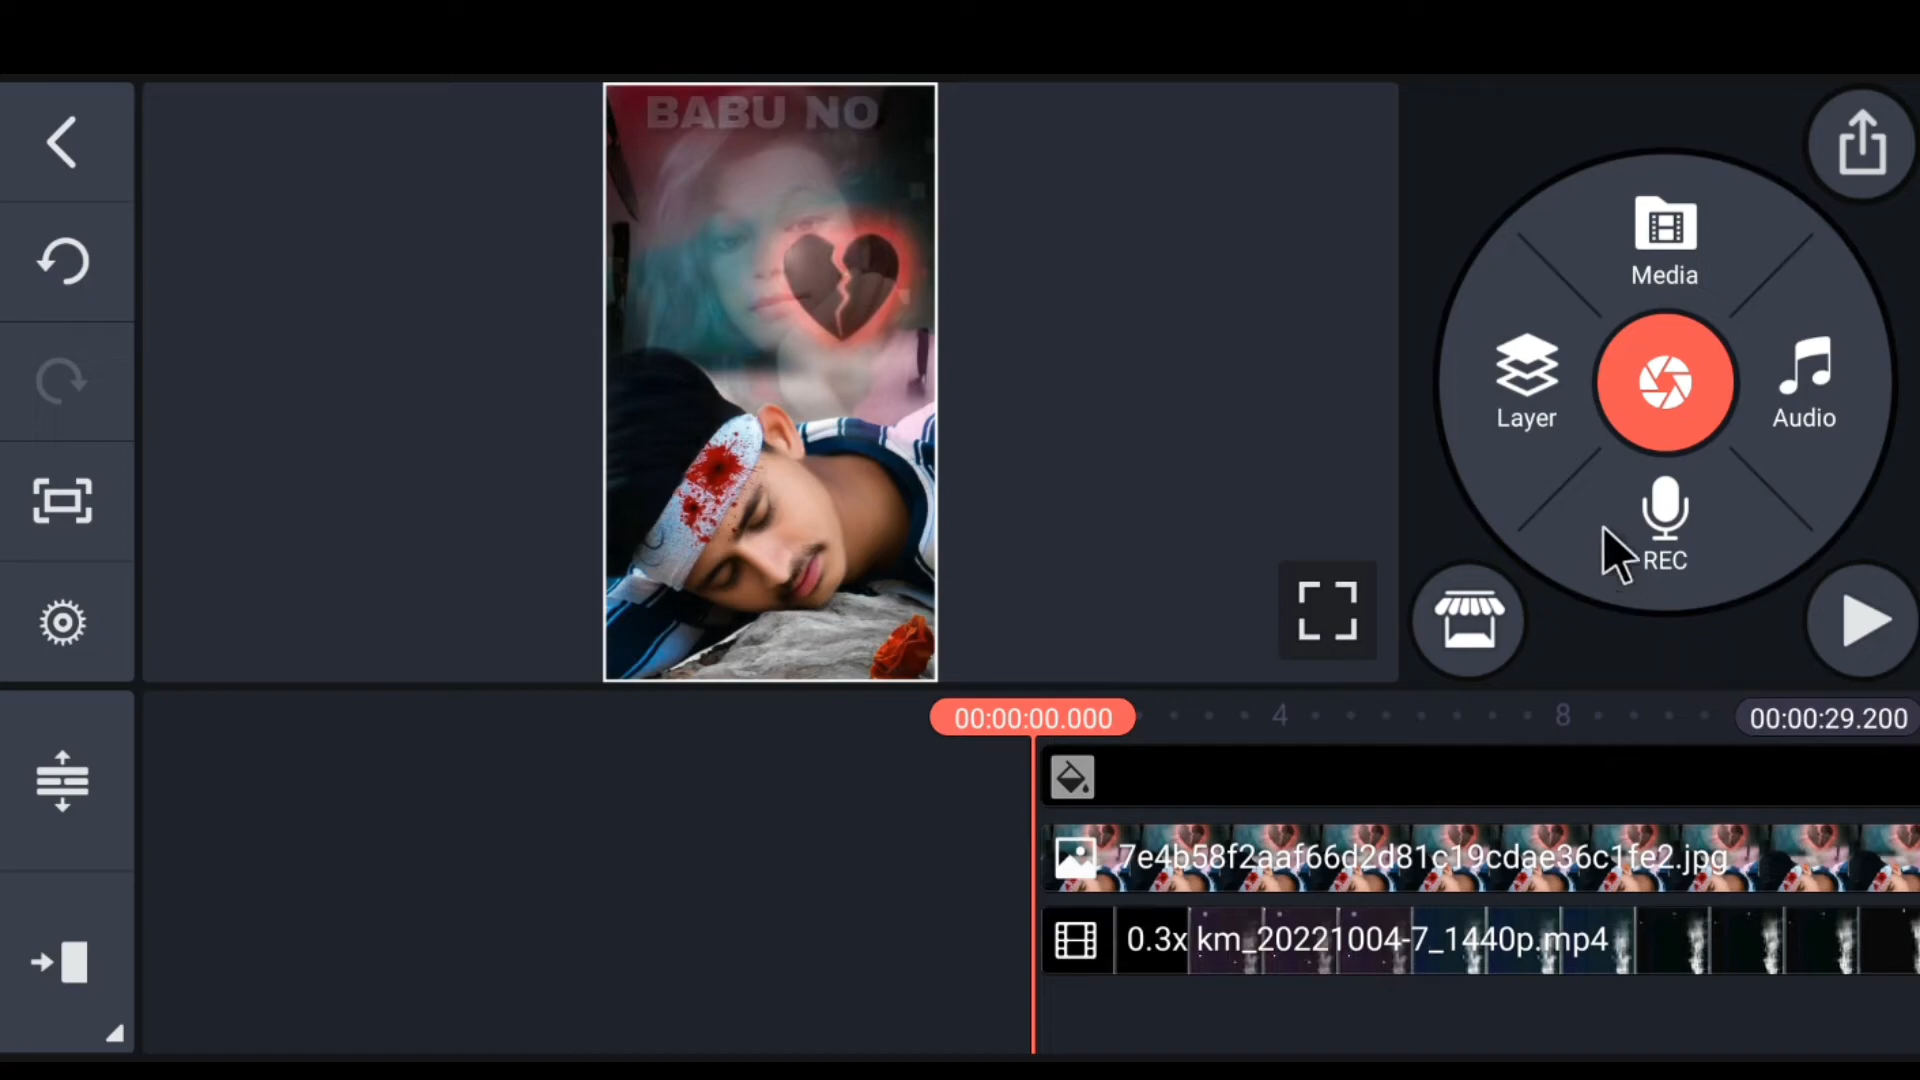 BABU NO
Media
Layer
Audio
REC
00:00:00.000
4
8
00:00:29.200
7e4b58f2aaf66d2d81c19cdae36c1fe2.jpg
0.3x km_20221004-7_1440p.mp4